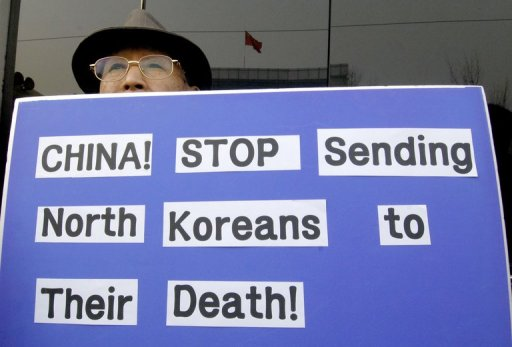 CHINA! STOP Sending
North Koreans to
Their Death!